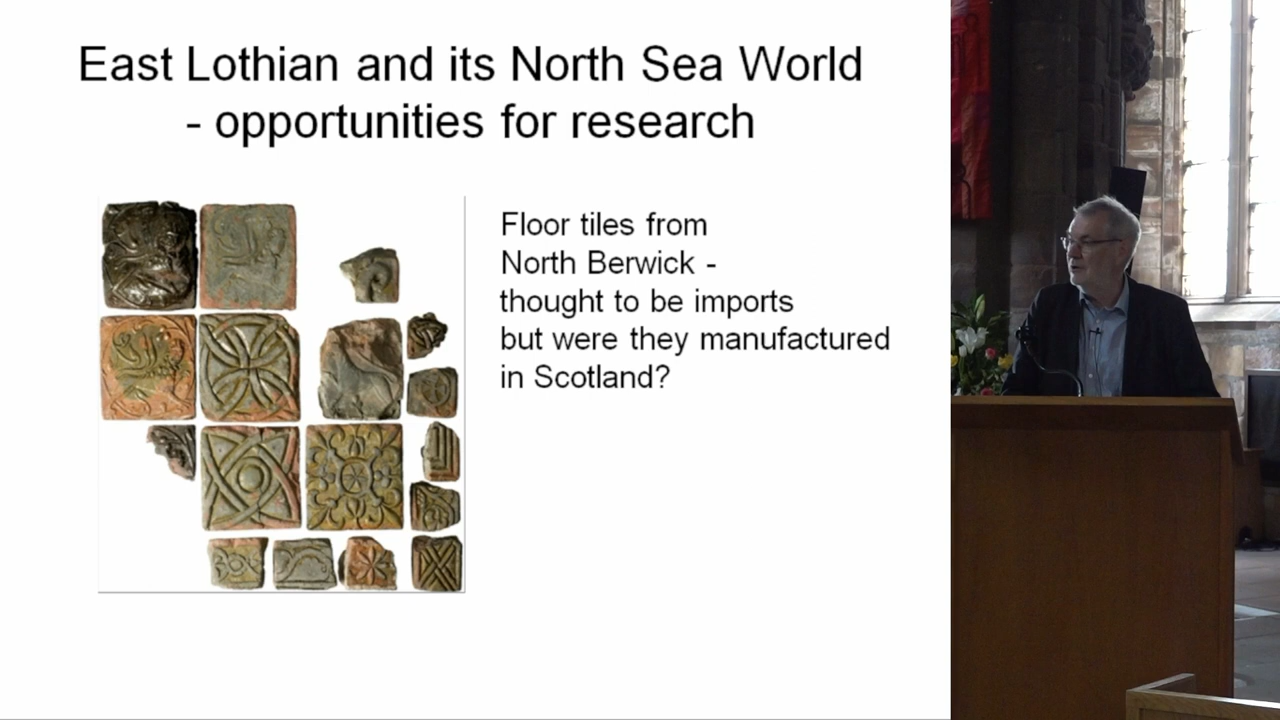 East Lothian and its North Sea World
- opportunities for research
Floor tiles from
North Berwick -
thought to be imports
but were they manufactured
in Scotland?